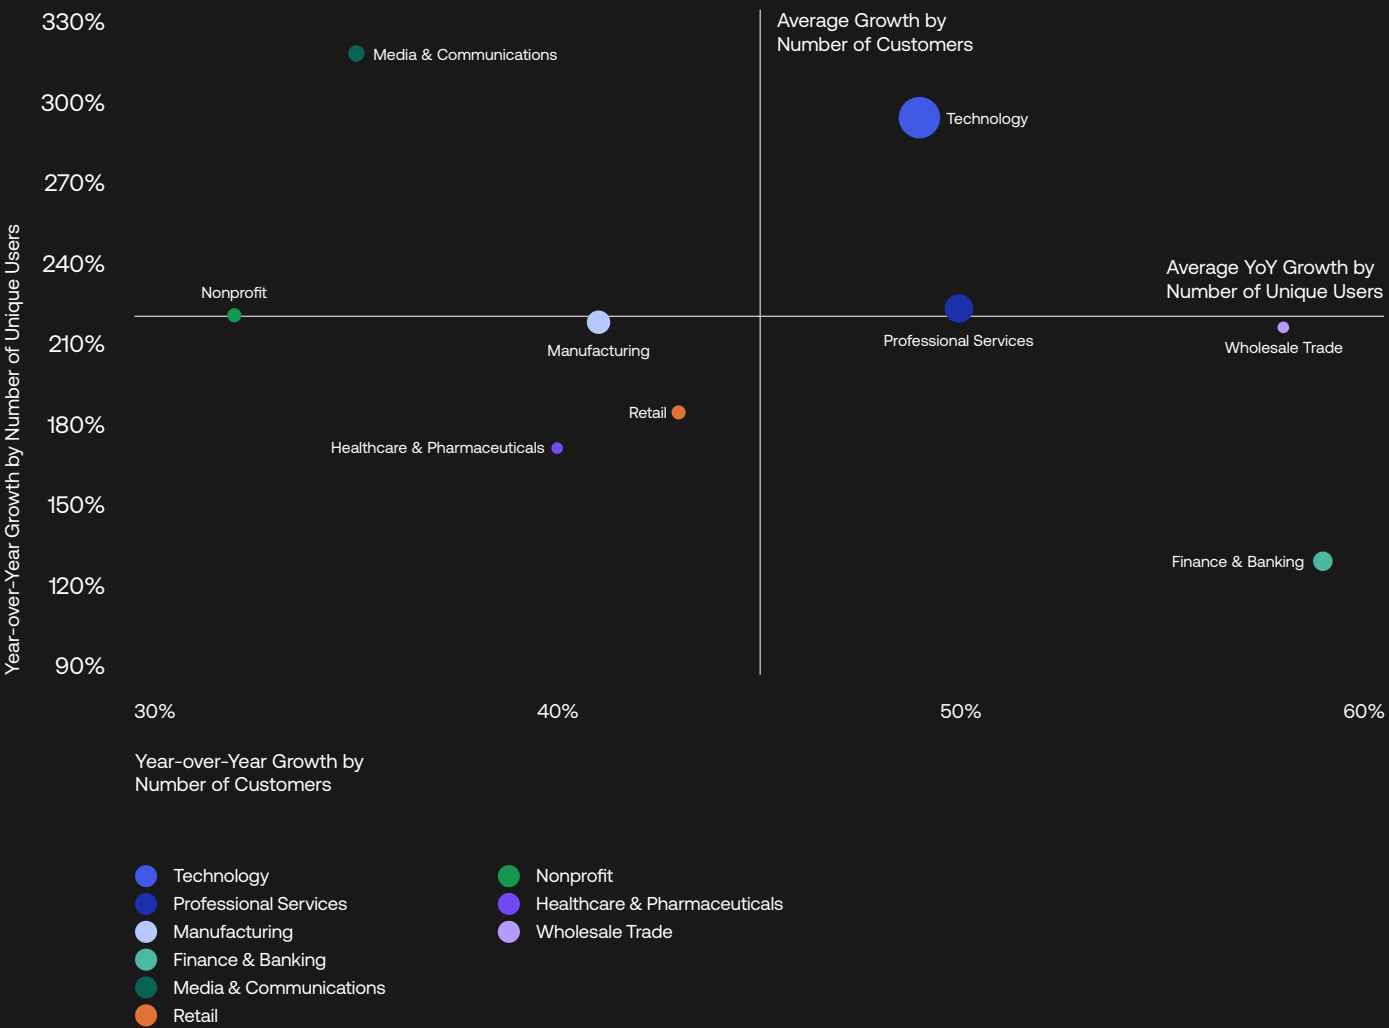 330%
Average Growth by
Number of Customers
Media & Communications
300%
Technology
270%
240%
Average YoY Growth by
Number of Unique Users
Nonprofit
210%
Professional Services
Wholesale Trade
Manufacturing
Retail
180%
Healthcare & Pharmaceuticals
150%
Finance & Banking
120%
90%
Year-over-Year Growth by Number of Unique Users
30%
40%
50%
60%
Year-over-Year Growth by
Number of Customers
Technology
Professional Services
Manufacturing
Finance & Banking
Media & Communications
Retail
Nonprofit
Healthcare & Pharmaceuticals
Wholesale Trade